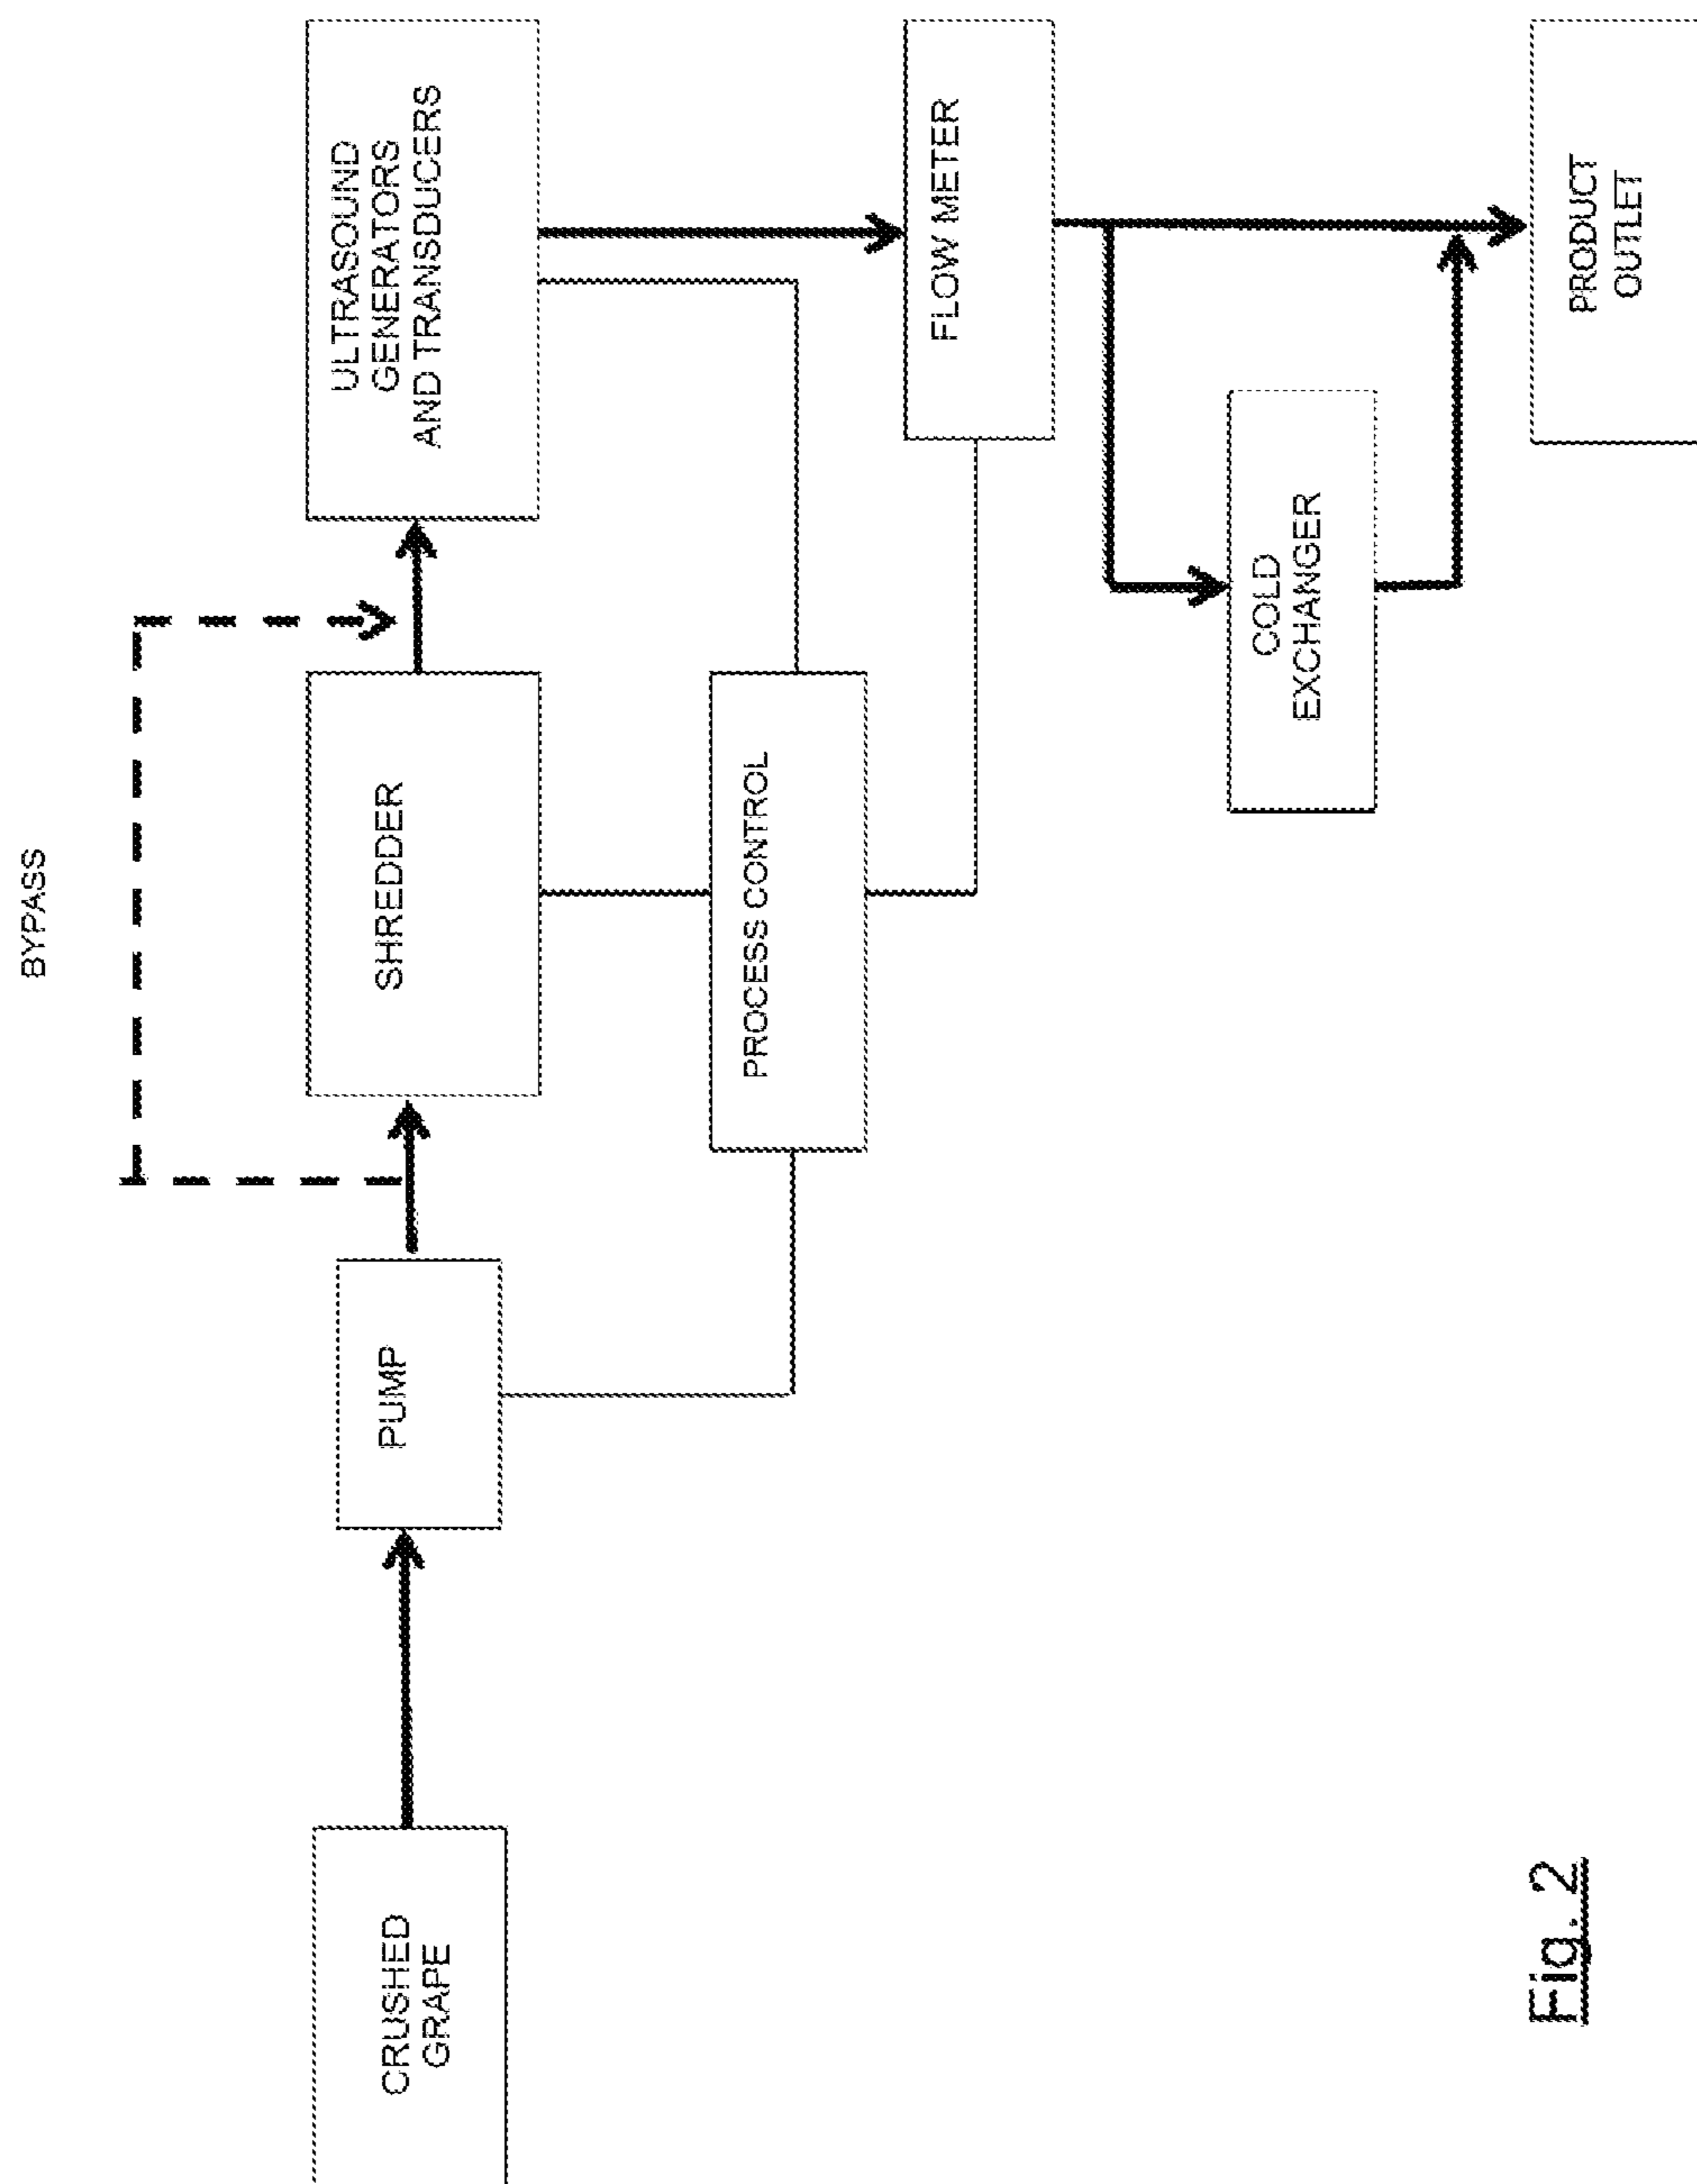 BYPASS
CRUSHED
GRAPE
PUMP
SHREDDER
ULTRASOUND
GENERATORS
AND TRANSDUCERS
PROCESS CONTROL
FLOW METER
COLD
EXCHANGER
PRODUCT
OUTLET
Fig. 2